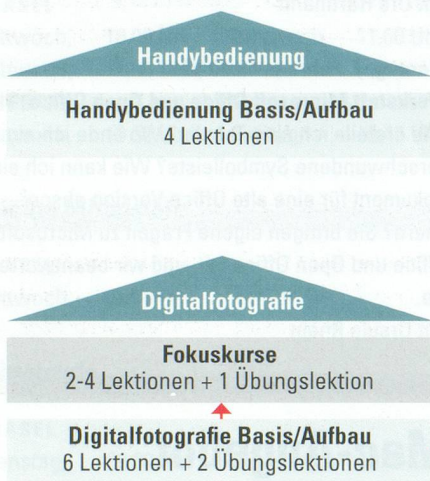 Handybedienung
Handybedienung Basis/Aufbau
4 Lektionen
Digitalfotografie
Fokuskurse
2-4 Lektionen + 1 Übungslektion
Digitalfotografie Basis/Aufbau
6 Lektionen + 2 Übungslektionen